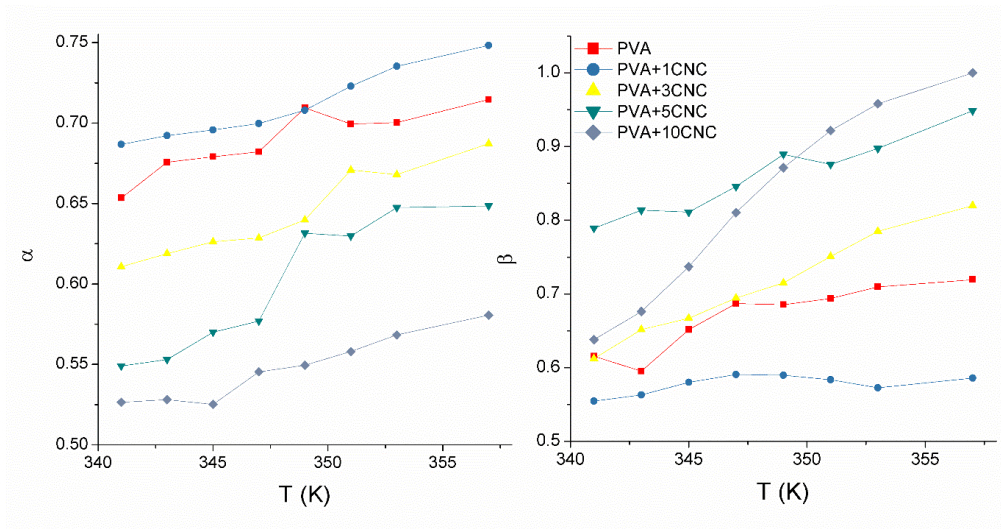 0.75
0.70
0.65
0.60
0.55
0.50
α
340
345
350
355
T (K)
PVA
PVA+1CNC
PVA+3CNC
PVA+5CNC
PVA+10CNC
1.0
0.9
0.8
0.7
0.6
0.5
β
340
345
350
355
T (K)